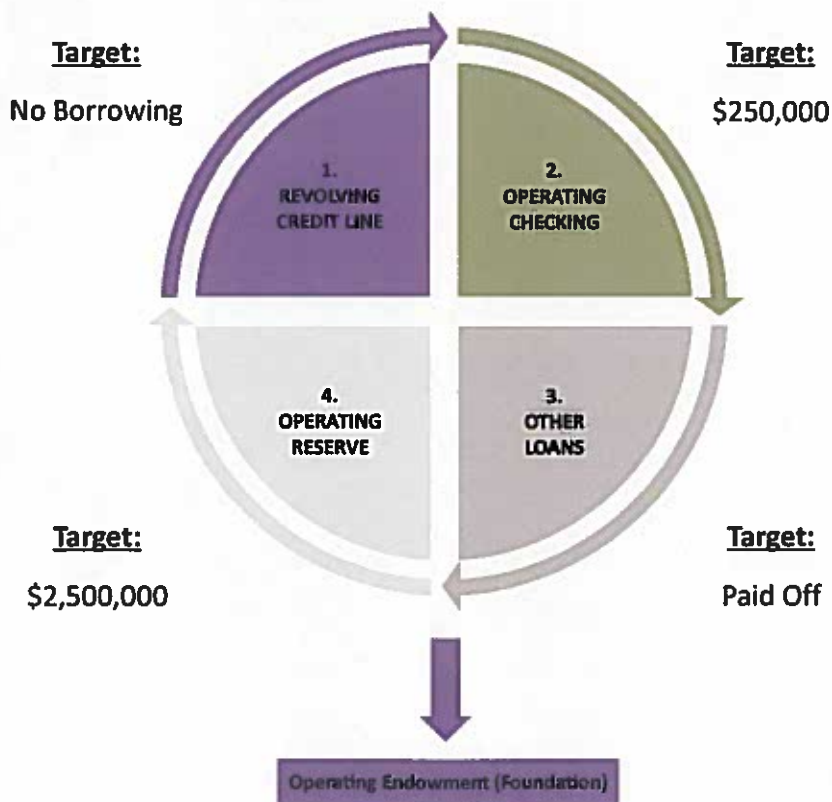 Target:
No Borrowing
Target:
$250,000
1.
REVOLVING
CREDIT LINE
2.
OPERATING
CHECKING
4.
OPERATING
RESERVE
3.
OTHER
LOANS
Target:
$2,500,000
Target:
Paid Off
Operating Endowment (Foundation)